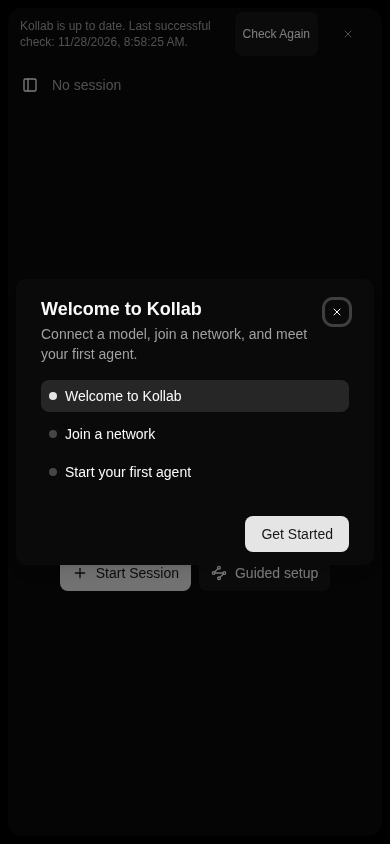 Kollab is up to date. Last successful
check: 11/28/2026, 8:58:25 AM.
Check Again
No session
Welcome to Kollab
Connect a model, join a network, and meet
your first agent.
Welcome to Kollab
Join a network
Start your first agent
Get Started
Start Session
Guided setup